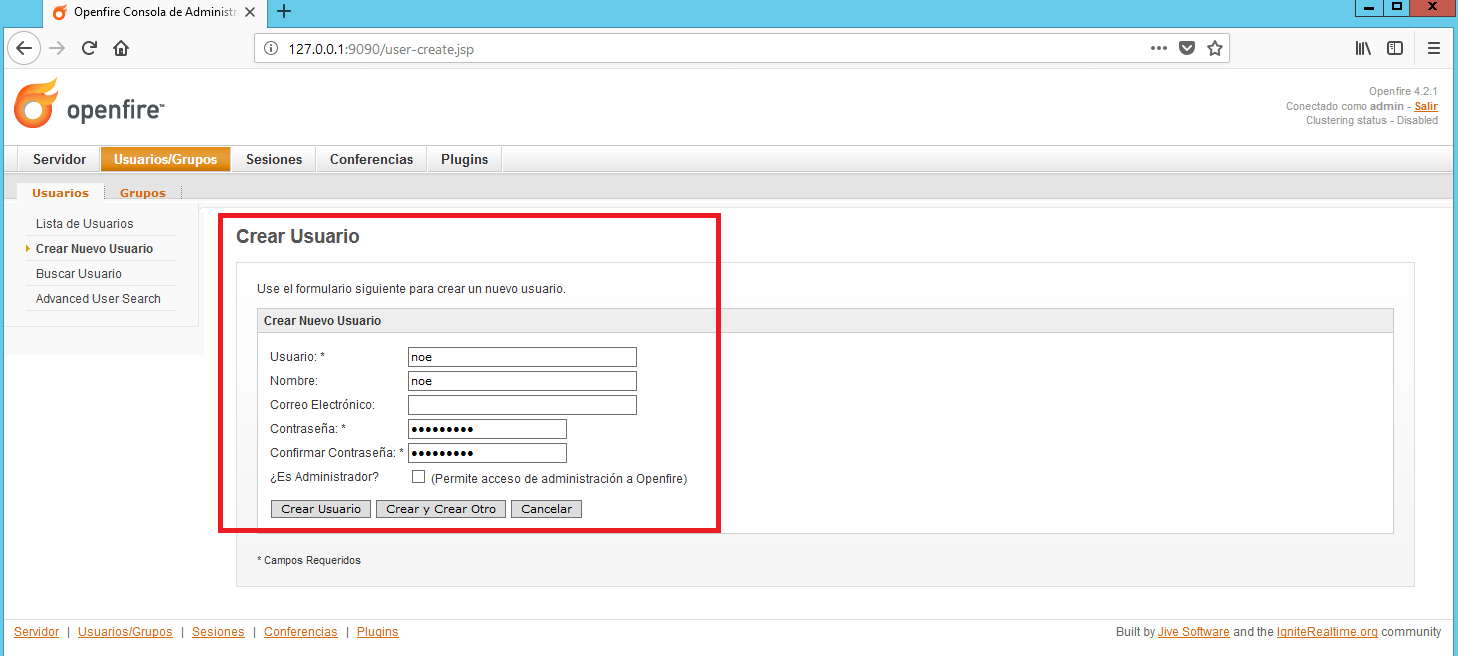 Openfire Consola de Administr
127.0.0.1:9090/user-create.jsp
openfire™
Openfire 4.2.1
Conectado como admin - Salir
Clustering status - Disabled
Servidor Usuarios/Grupos Sesiones Conferencias Plugins
Usuarios Grupos
Lista de Usuarios
Crear Nuevo Usuario
Buscar Usuario
Advanced User Search
Crear Usuario
Use el formulario siguiente para crear un nuevo usuario.
Crear Nuevo Usuario
Usuario: * noe
Nombre: noe
Correo Electrónico:
Contraseña: * •••••••••
Confirmar Contraseña: * •••••••••
¿Es Administrador? (Permite acceso de administración a Openfire)
Crear Usuario Crear y Crear Otro Cancelar
* Campos Requeridos
Servidor | Usuarios/Grupos | Sesiones | Conferencias | Plugins
Built by Jive Software and the IgniteRealtime.org community